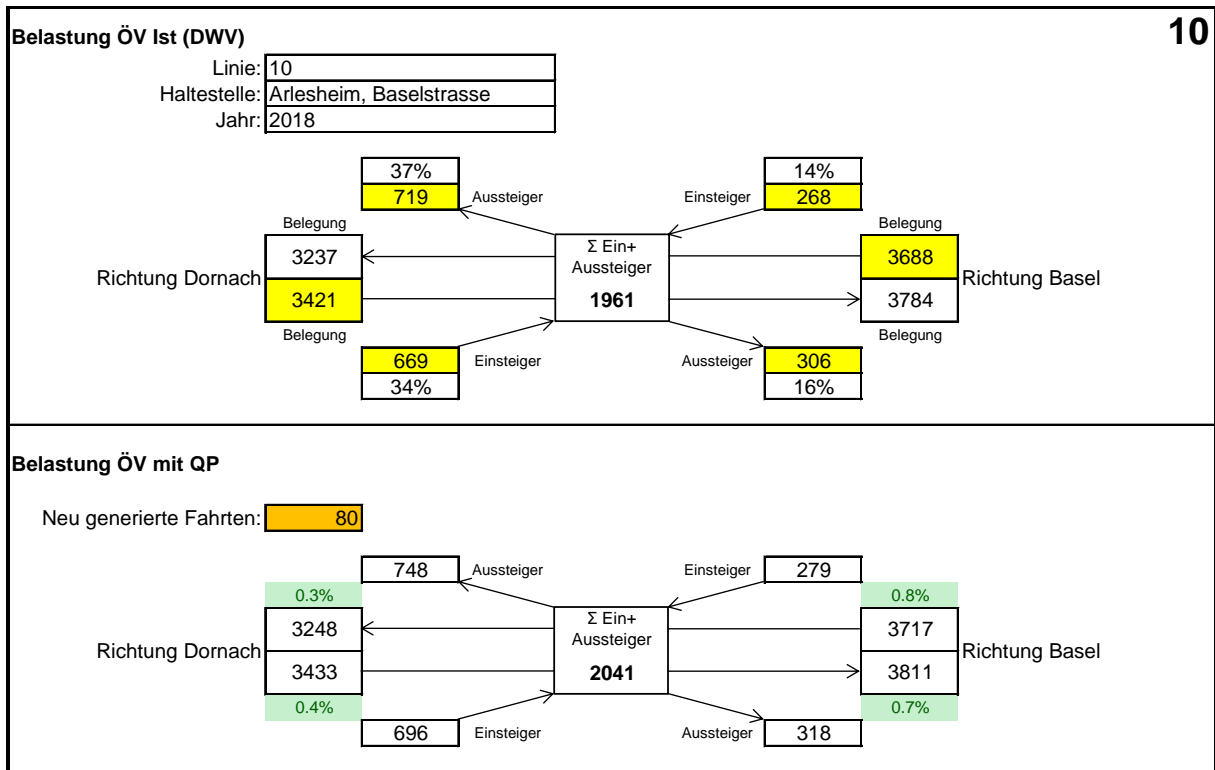 Belastung ÖV Ist (DWV) 10
Linie: 10
Haltestelle: Arlesheim, Baselstrasse
Jahr: 2018
37% 14%
719 Aussteiger Einsteiger 268
Belegung Belegung
Richtung Dornach 3237 Σ Ein+ Aussteiger 3688 Richtung Basel
3421 1961 3784
Belegung Belegung
669 Einsteiger Aussteiger 306
34% 16%
Belastung ÖV mit QP
Neu generierte Fahrten: 80
748 Aussteiger Einsteiger 279
0.3% 0.8%
Richtung Dornach 3248 Σ Ein+ Aussteiger 3717 Richtung Basel
3433 2041 3811
0.4% 0.7%
696 Einsteiger Aussteiger 318